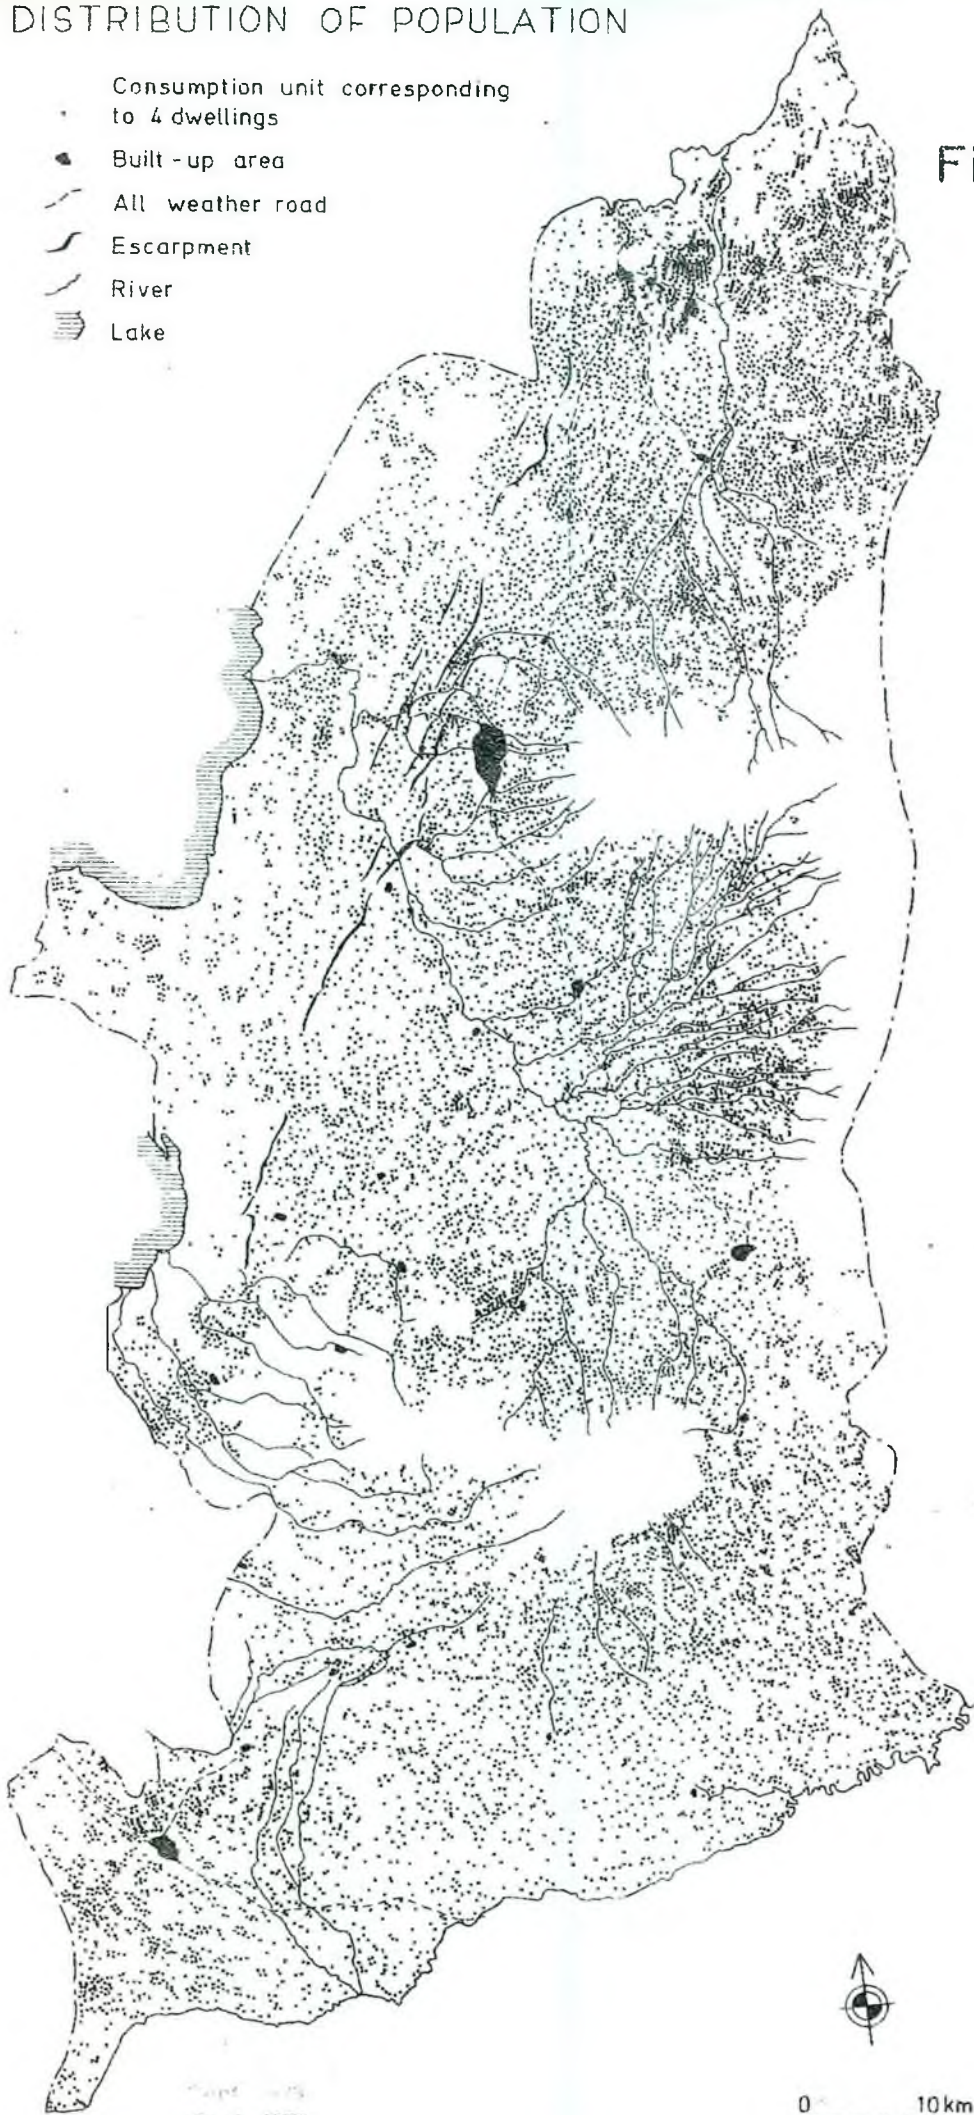 DISTRIBUTION OF POPULATION
Consumption unit corresponding
to 4 dwellings
Built-up area
All weather road
Escarpment
River
Lake
Fi
0 10 km